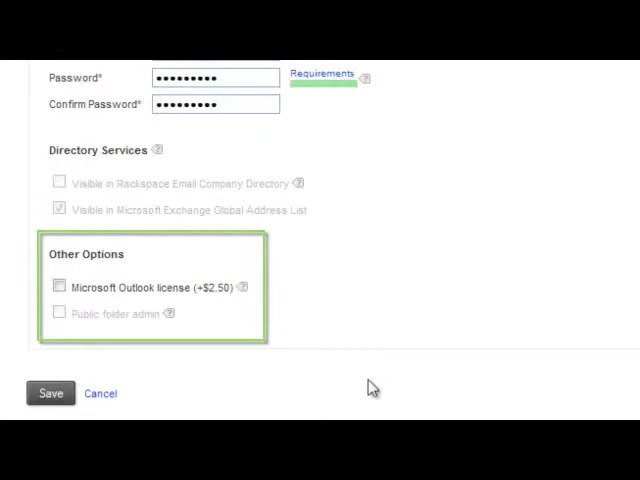 Password* ●●●●●●●●● Requirements
Confirm Password* ●●●●●●●●●
Directory Services
Visible in Rackspace Email Company Directory
Visible in Microsoft Exchange Global Address List
Other Options
Microsoft Outlook license (+$2.50)
Public folder admin
Save Cancel